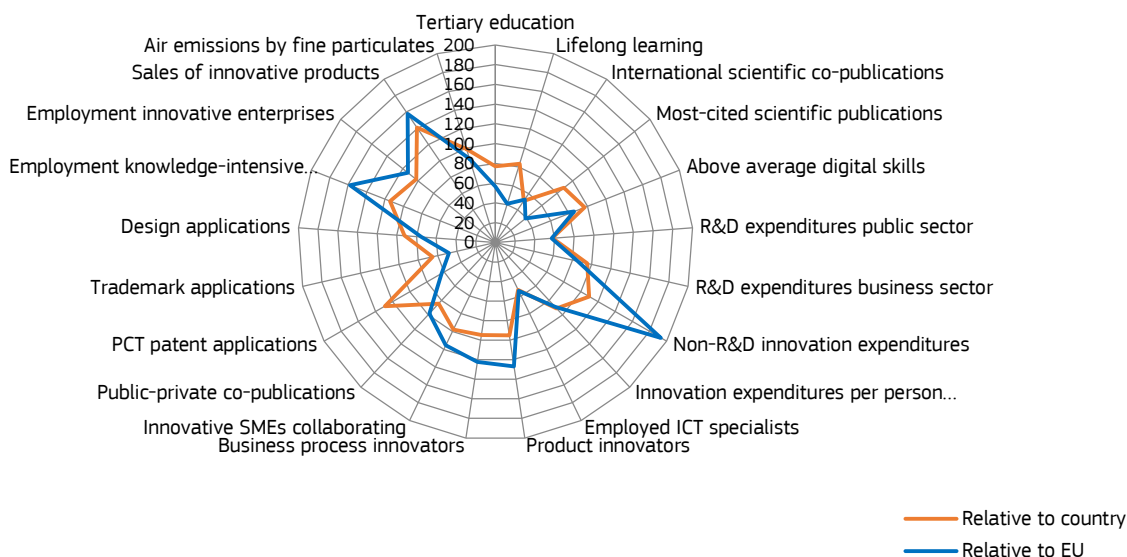 Tertiary education
Lifelong learning
International scientific co-publications
Most-cited scientific publications
Above average digital skills
R&D expenditures public sector
R&D expenditures business sector
Non-R&D innovation expenditures
Innovation expenditures per person...
Employed ICT specialists
Product innovators
Business process innovators
Innovative SMEs collaborating
Public-private co-publications
PCT patent applications
Trademark applications
Design applications
Employment knowledge-intensive...
Employment innovative enterprises
Sales of innovative products
Air emissions by fine particulates
200
180
160
140
120
100
80
60
40
20
0
Relative to country
Relative to EU